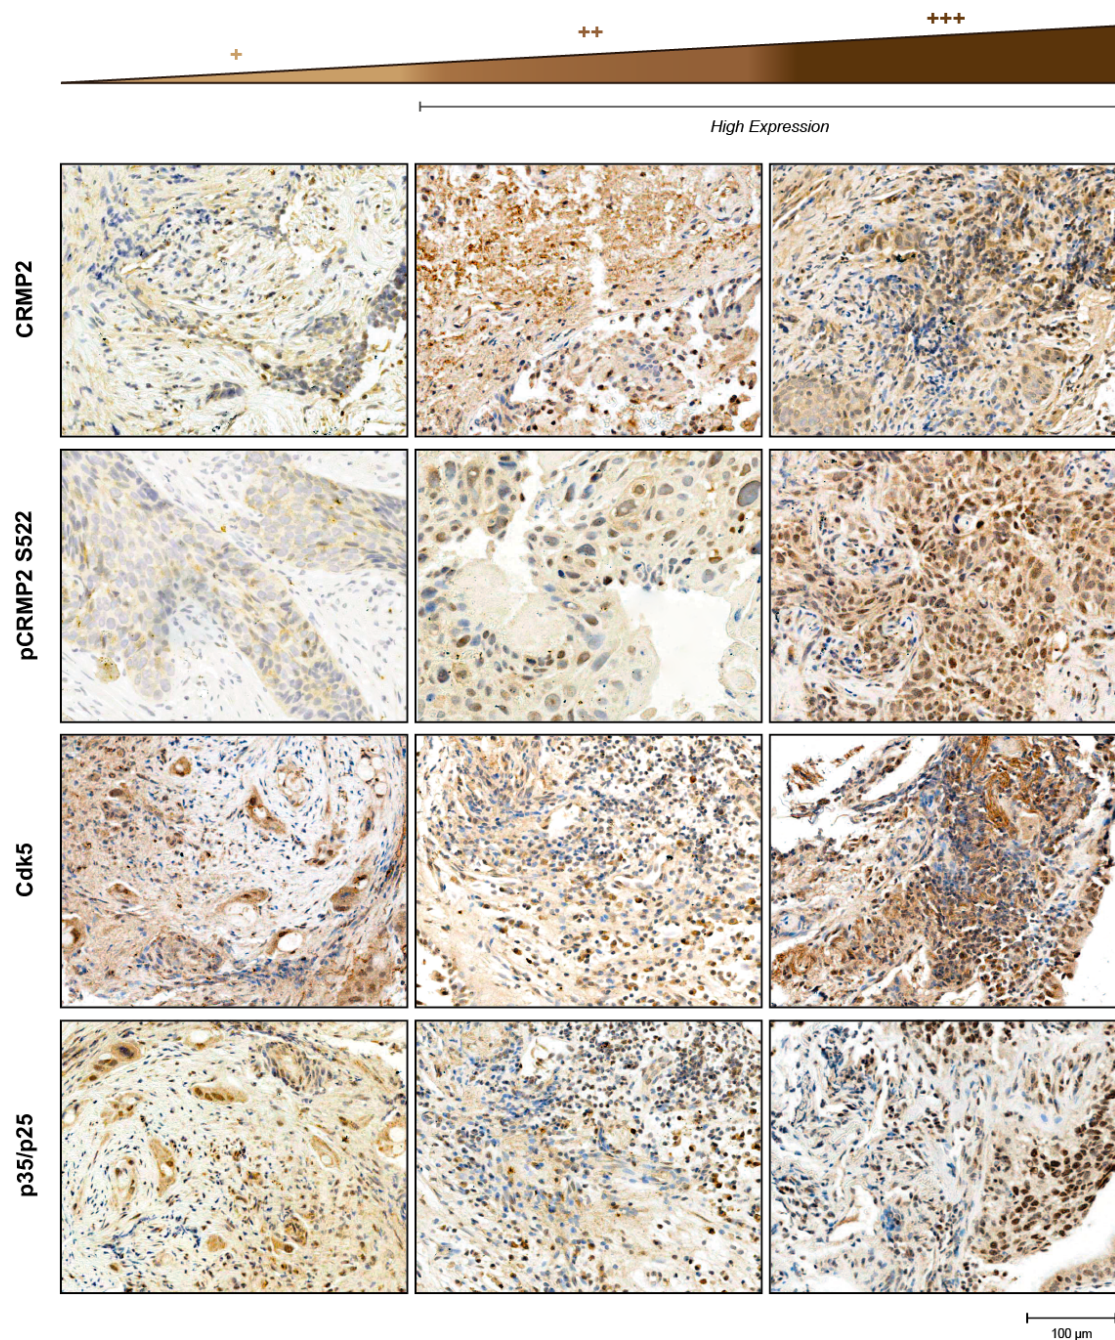 +
++
+++
High Expression
CRMP2
pCRMP2 S522
Cdk5
p35/p25
100 µm